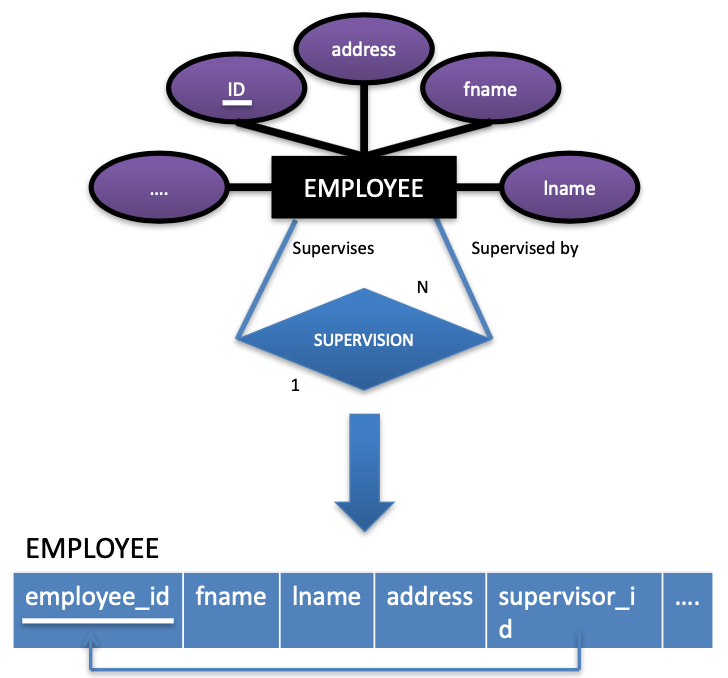 address
ID
fname
....
EMPLOYEE
lname
Supervises
Supervised by
N
SUPERVISION
1
EMPLOYEE
employee_id
fname
lname
address
supervisor_i
d
....